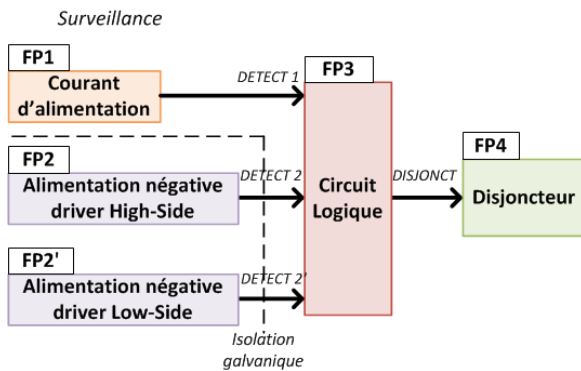 Surveillance
FP1
Courant
d'alimentation
DETECT 1
FP3
Circuit
Logique
FP2
Alimentation négative
driver High-Side
DETECT 2
DISJONCT
FP4
Disjoncteur
FP2'
Alimentation négative
driver Low-Side
DETECT 2'
Isolation
galvanique